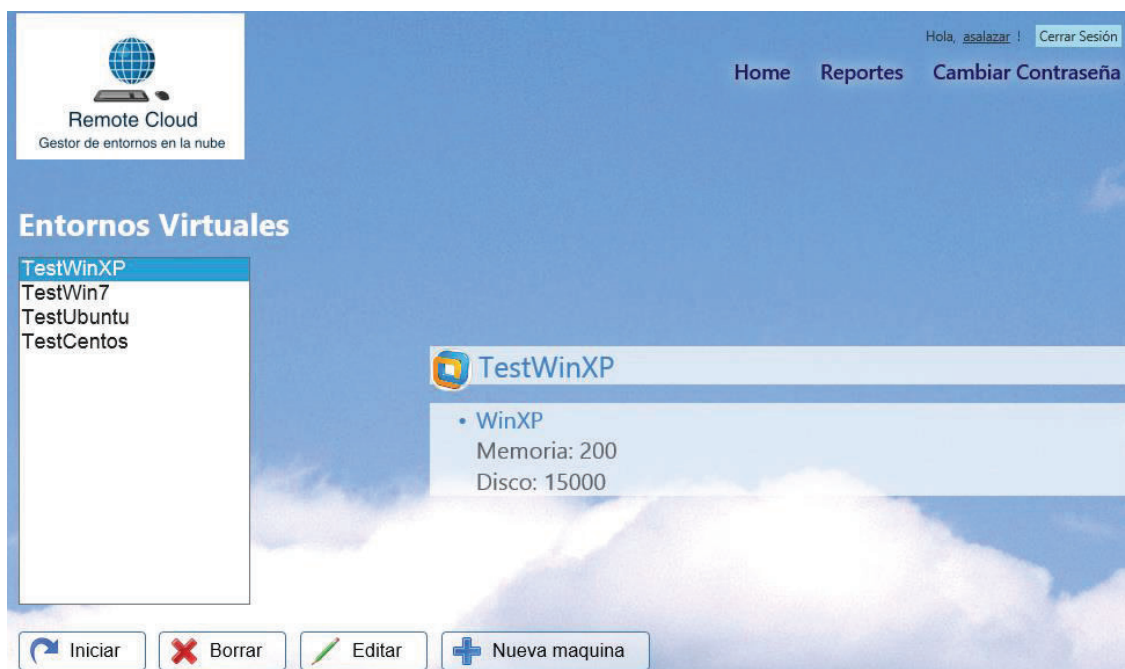 Remote Cloud
Gestor de entornos en la nube
Hola, asalazar !
Cerrar Sesión
Home
Reportes
Cambiar Contraseña
Entornos Virtuales
TestWinXP
TestWin7
TestUbuntu
TestCentos
TestWinXP
• WinXP
Memoria: 200
Disco: 15000
Iniciar
Borrar
Editar
Nueva maquina